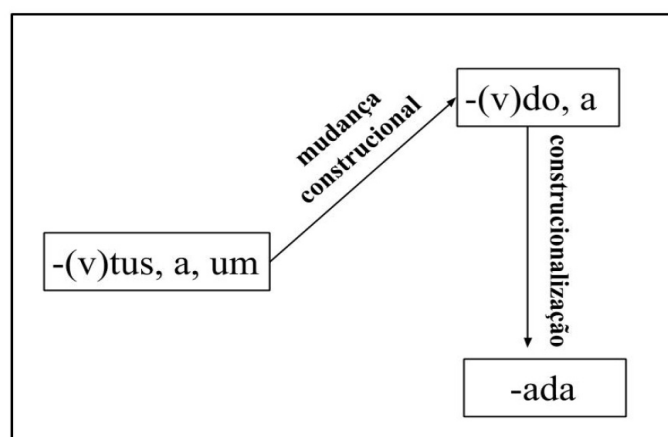 -(v)do, a
mudança
construcional
construcionalização
-(v)tus, a, um
-ada